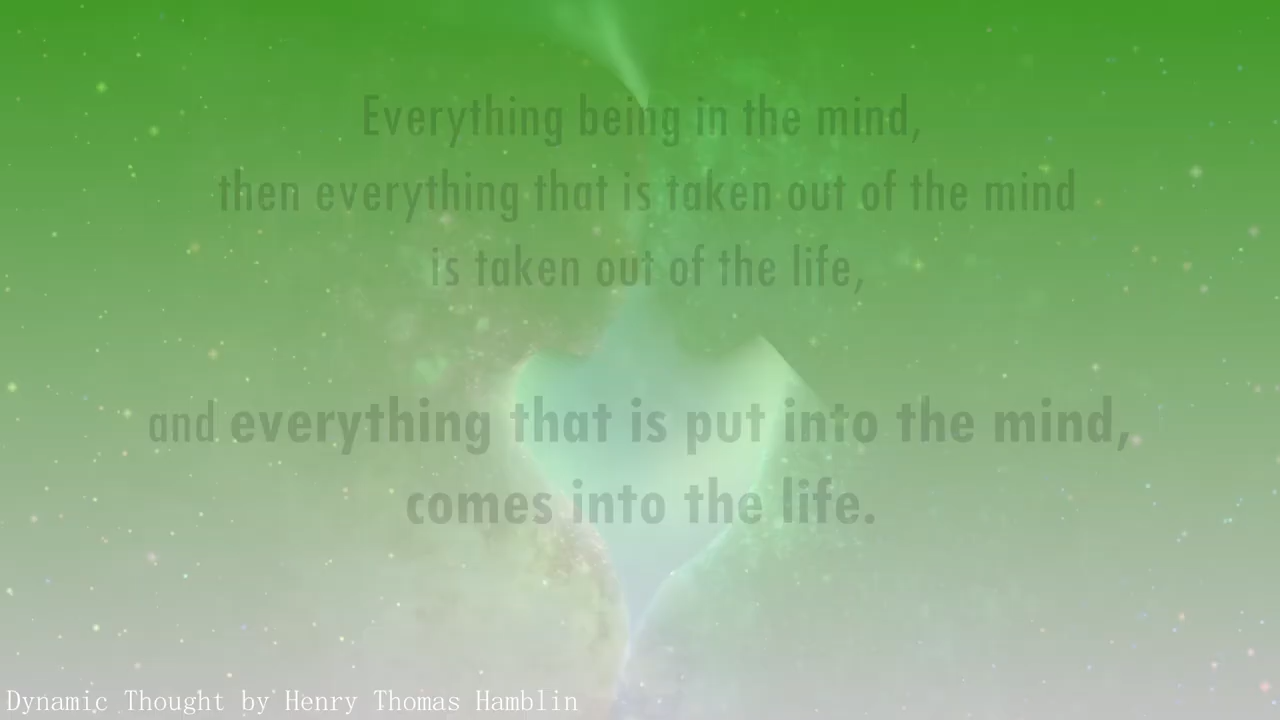 Everything being in the mind,
then everything that is taken out of the mind
is taken out of the life,
and everything that is put into the mind,
comes into the life.
Dynamic Thought by Henry Thomas Hamblin